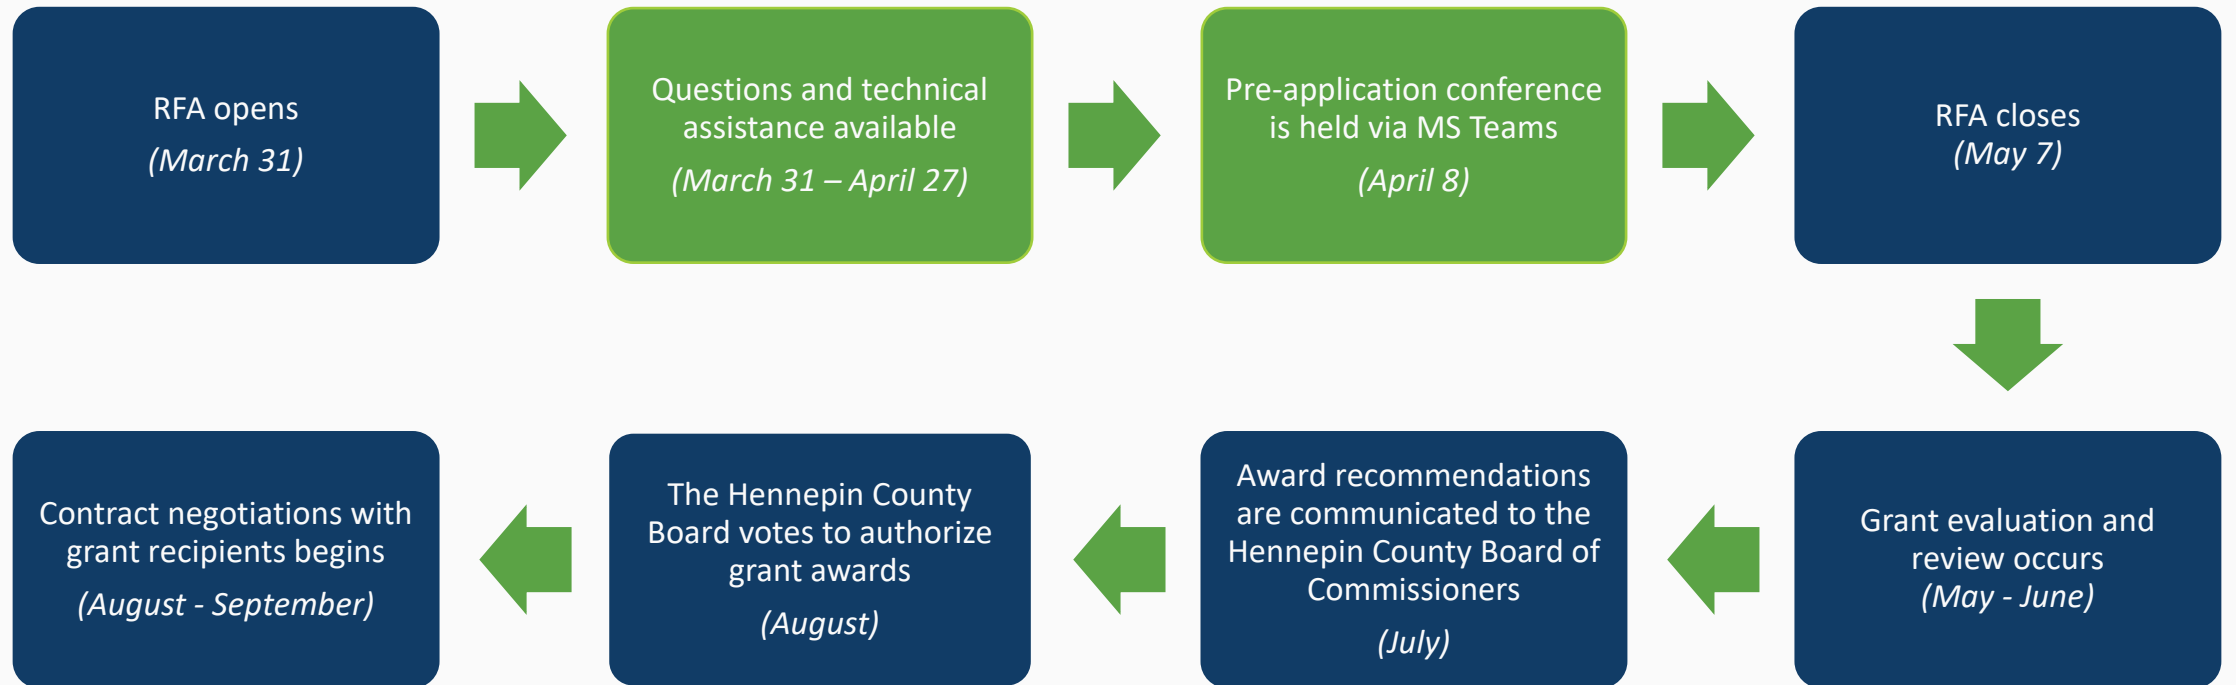 RFA opens
(March 31)
Questions and technical
assistance available
(March 31 – April 27)
Pre-application conference
is held via MS Teams
(April 8)
RFA closes
(May 7)
Grant evaluation and
review occurs
(May - June)
Award recommendations
are communicated to the
Hennepin County Board of
Commissioners
(July)
The Hennepin County
Board votes to authorize
grant awards
(August)
Contract negotiations with
grant recipients begins
(August - September)